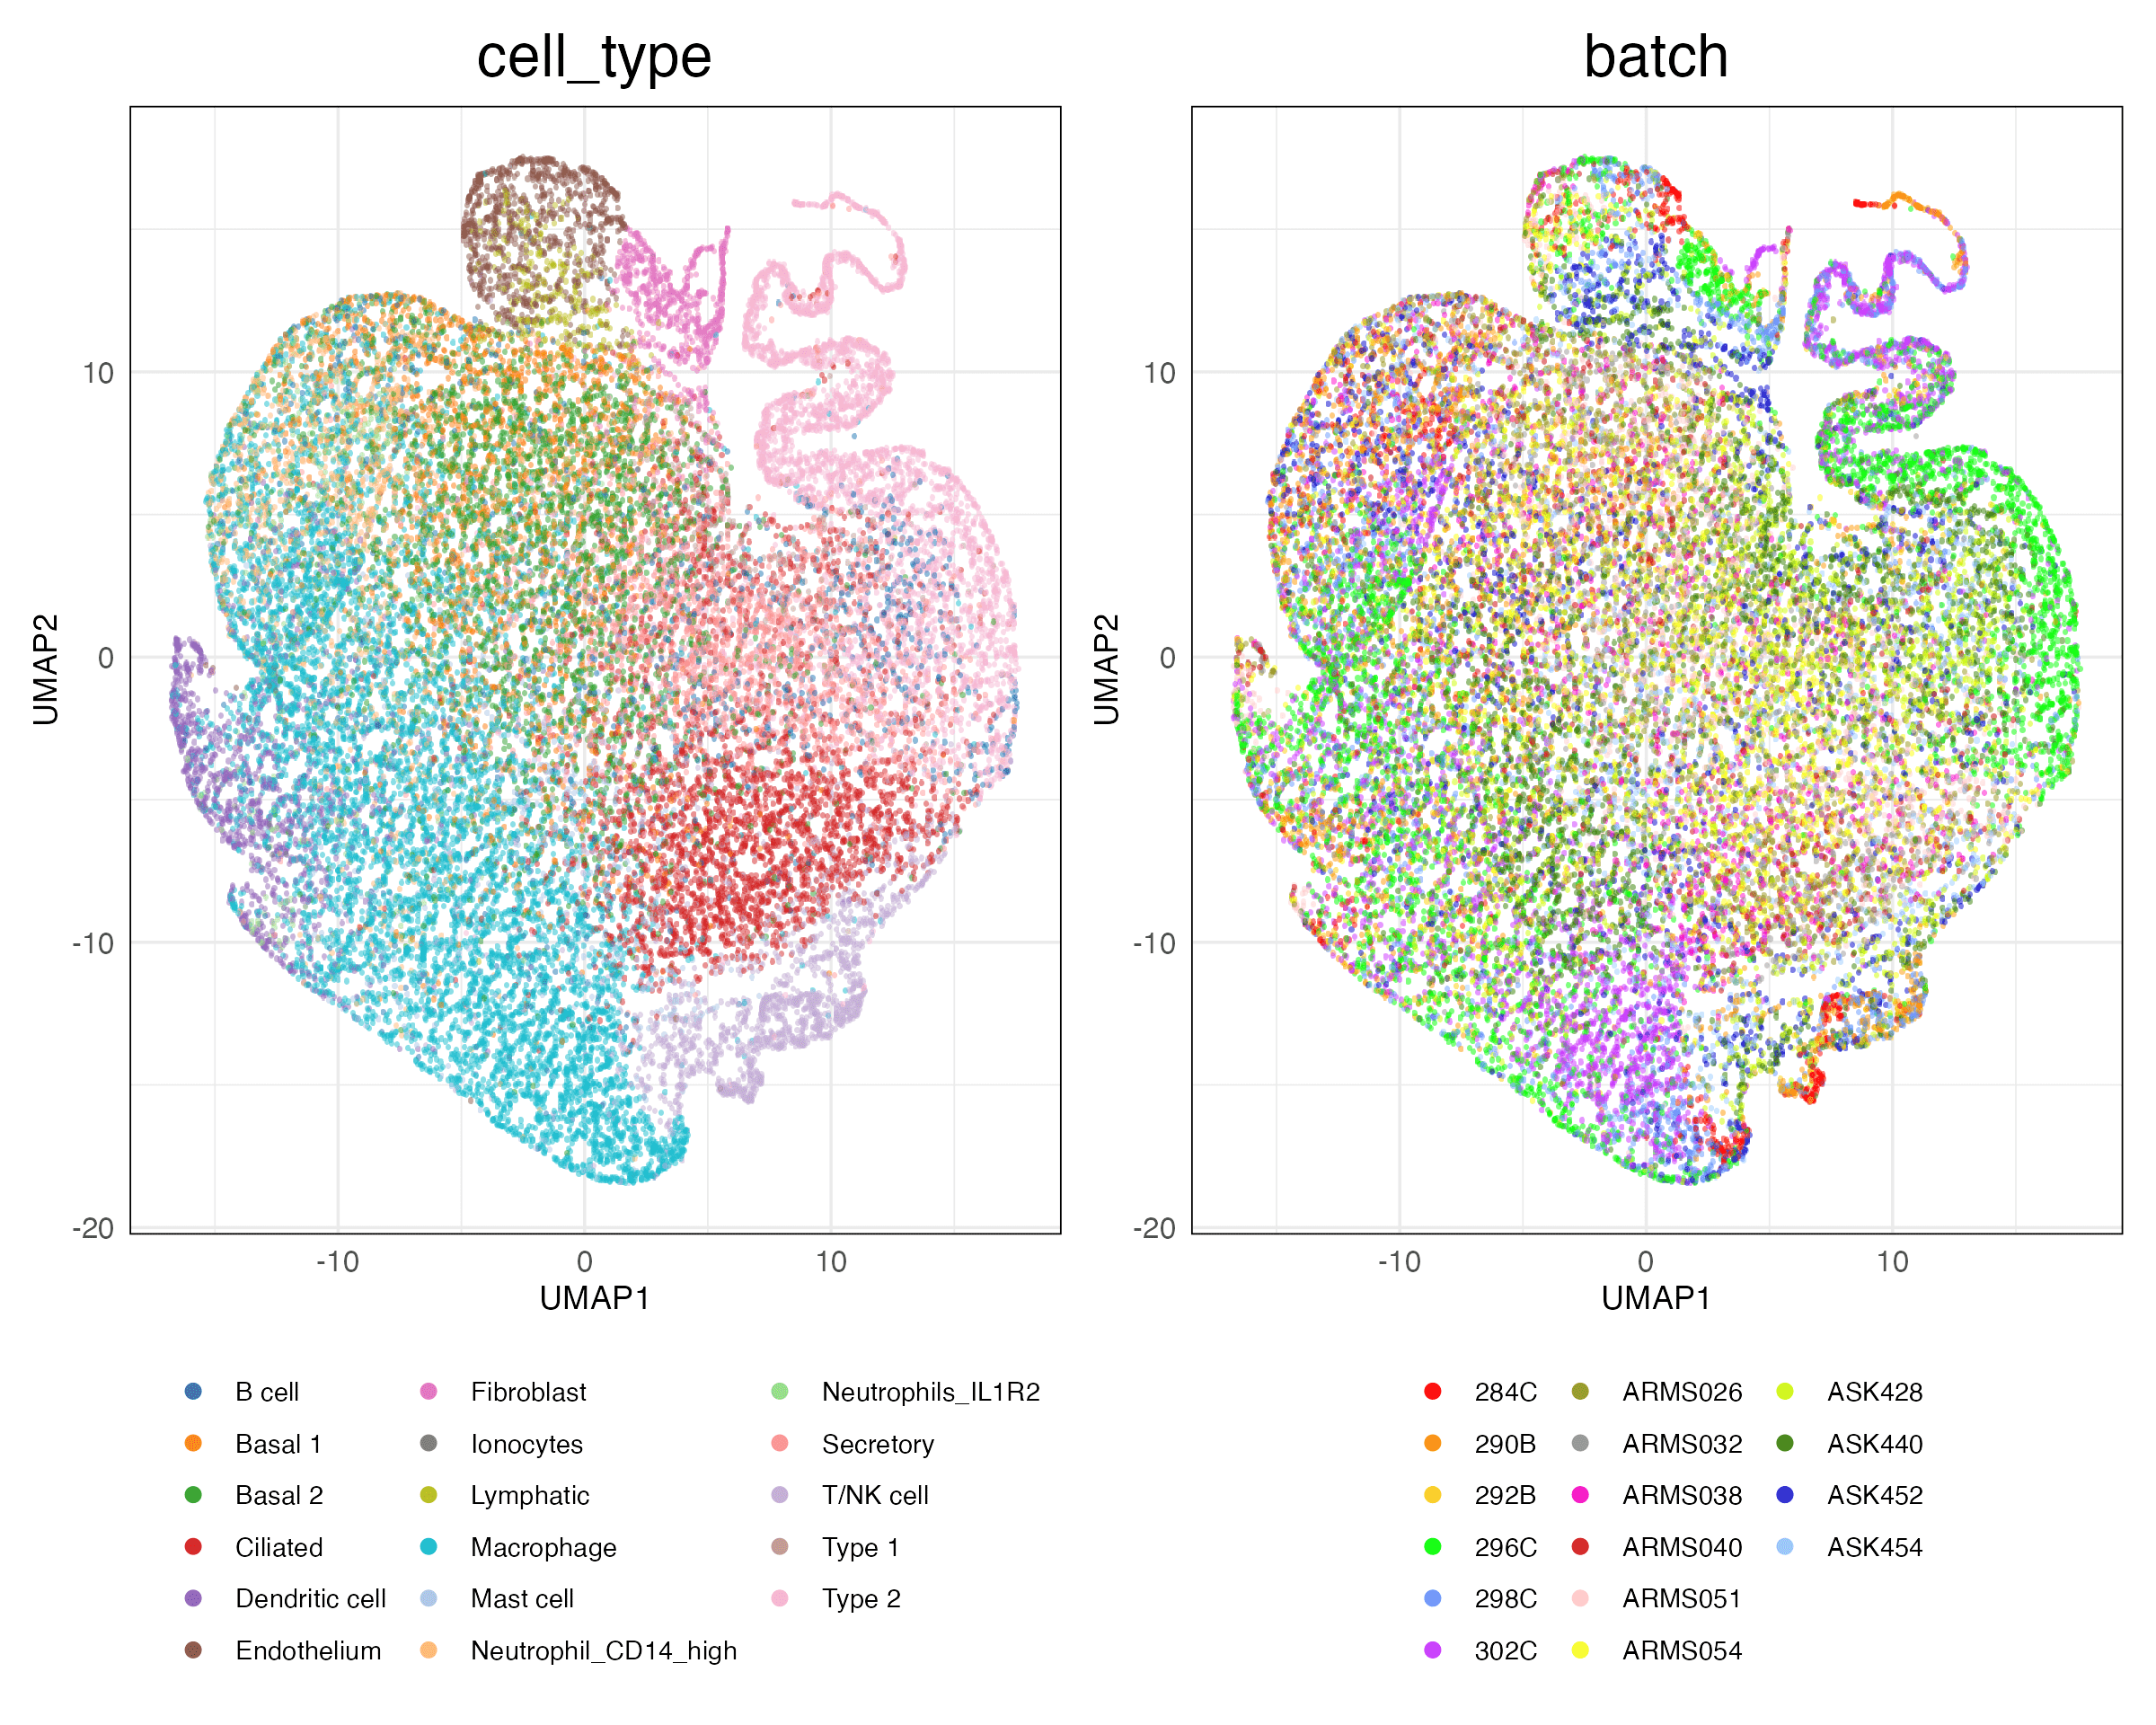 cell_type
batch
UMAP2
10
0
-10
-20
-10 0 10
UMAP1
UMAP2
10
0
-10
-20
-10 0 10
UMAP1
B cell Fibroblast Neutrophils_IL1R2
Basal 1 Ionocytes Secretory
Basal 2 Lymphatic T/NK cell
Ciliated Macrophage Type 1
Dendritic cell Mast cell Type 2
Endothelium Neutrophil_CD14_high
284C ARMS026 ASK428
290B ARMS032 ASK440
292B ARMS038 ASK452
296C ARMS040 ASK454
298C ARMS051
302C ARMS054